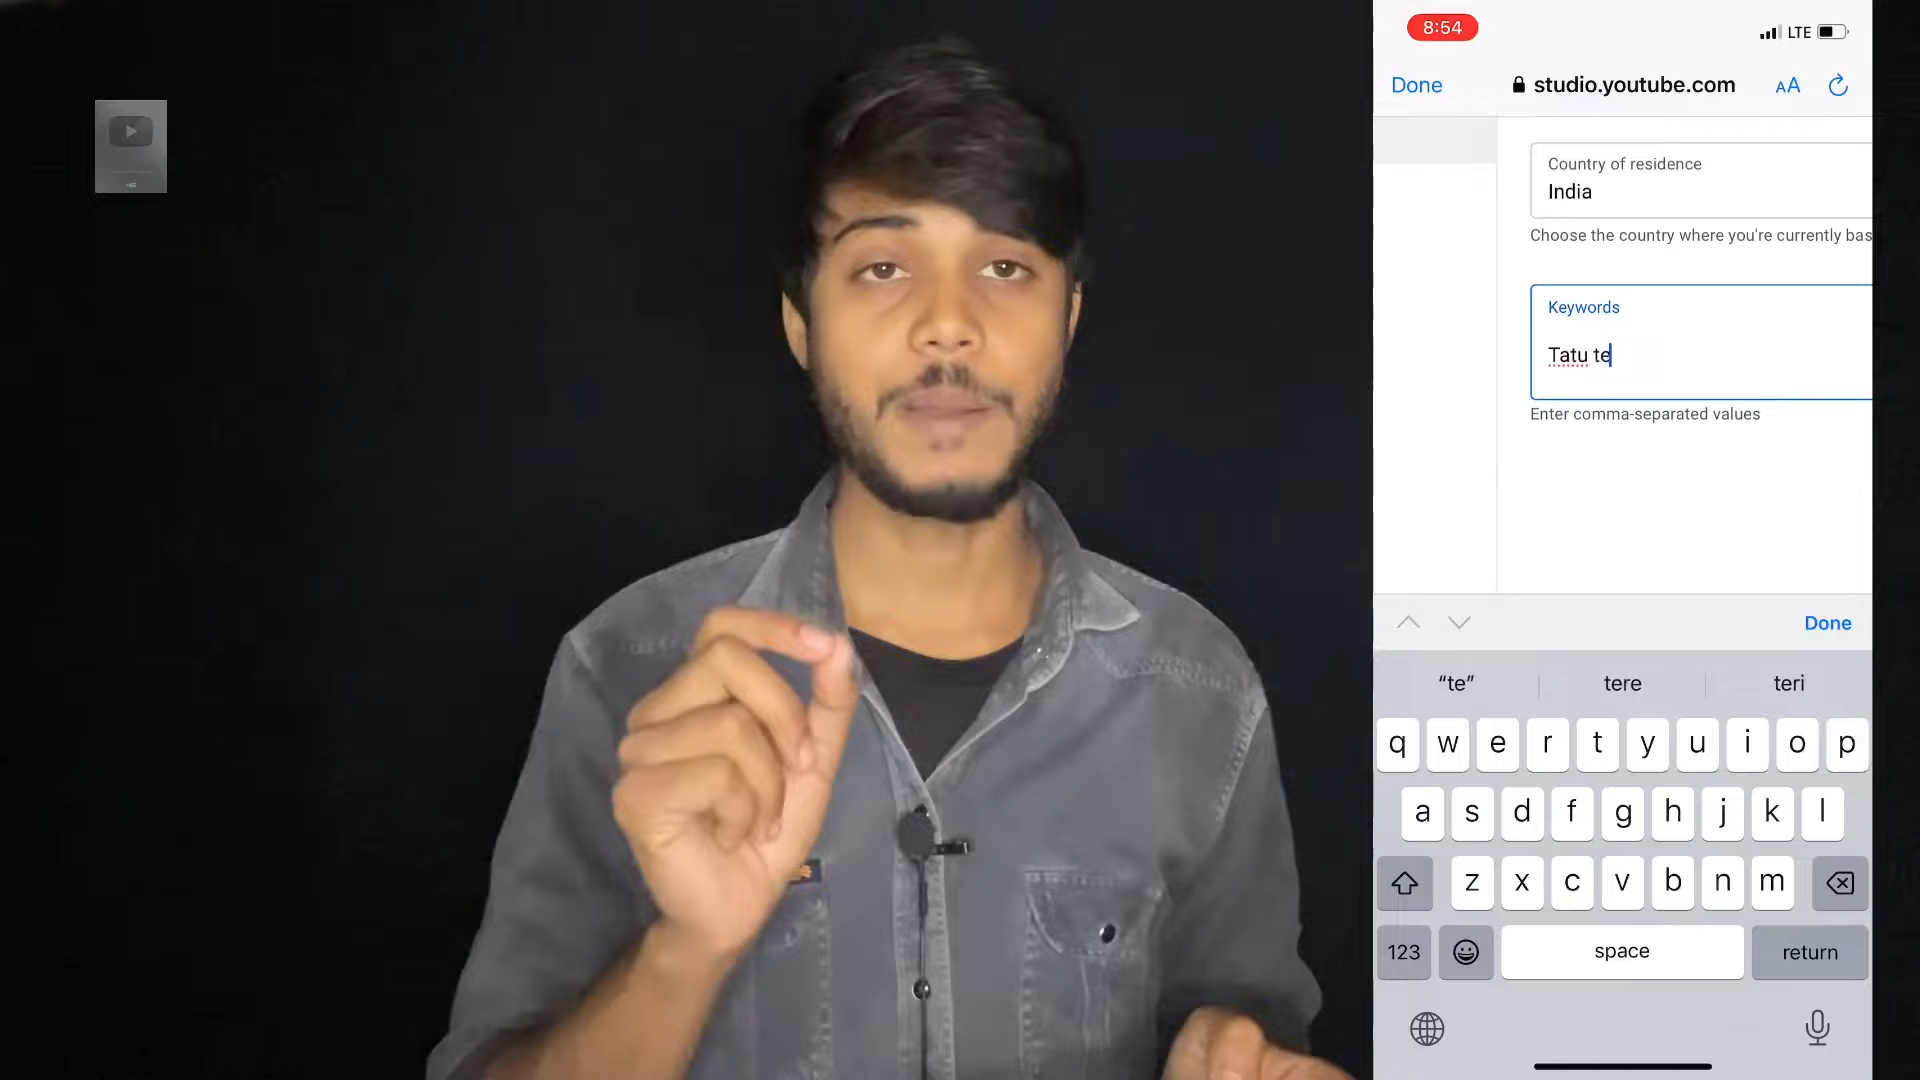 8:54
LTE
Done
studio.youtube.com
AA
Country of residence
India
Choose the country where you're currently bas
Keywords
Tatu te
Enter comma-separated values
Done
“te” tere teri
q w e r t y u i o p
a s d f g h j k l
z x c v b n m
123 space return